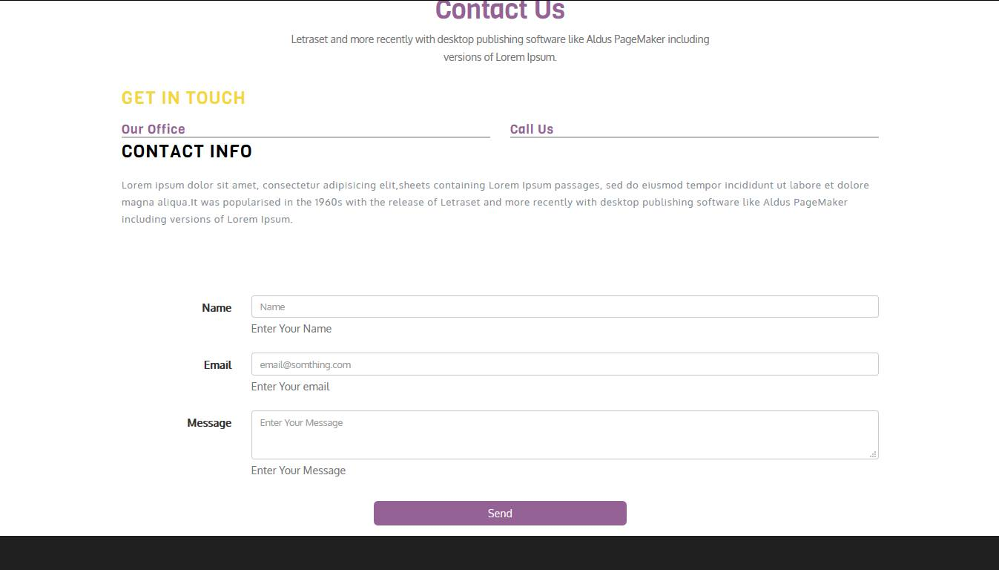 Contact Us
Letraset and more recently with desktop publishing software like Aldus PageMaker including
versions of Lorem Ipsum.
GET IN TOUCH
Our Office
Call Us
CONTACT INFO
Lorem ipsum dolor sit amet, consectetur adipisicing elit,sheets containing Lorem Ipsum passages, sed do eiusmod tempor incididunt ut labore et dolore
magna aliqua.It was popularised in the 1960s with the release of Letraset and more recently with desktop publishing software like Aldus PageMaker
including versions of Lorem Ipsum.
Name
Name
Enter Your Name
Email
email@somthing.com
Enter Your email
Message
Enter Your Message
Enter Your Message
Send